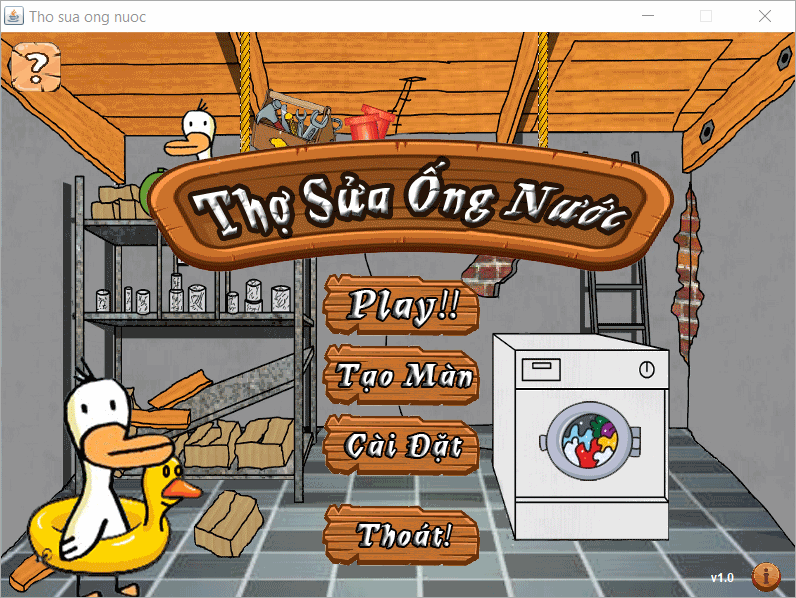 Tho sua ong nuoc
?
Thợ Sửa Ống Nước
Play!!
Tạo Màn
Cài Đặt
Thoát!
v1.0
i